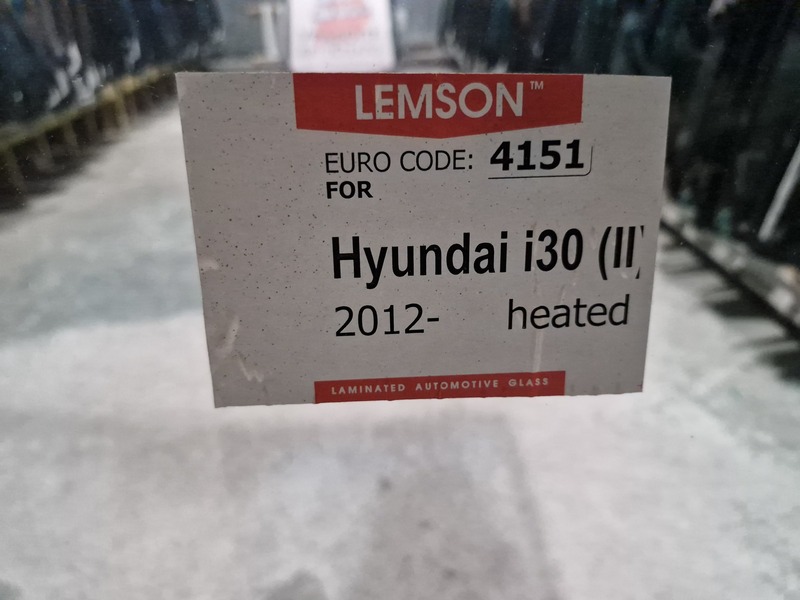 LEMSON™
EURO CODE: 4151
FOR
Hyundai i30 (II)
2012- heated
LAMINATED AUTOMOTIVE GLASS